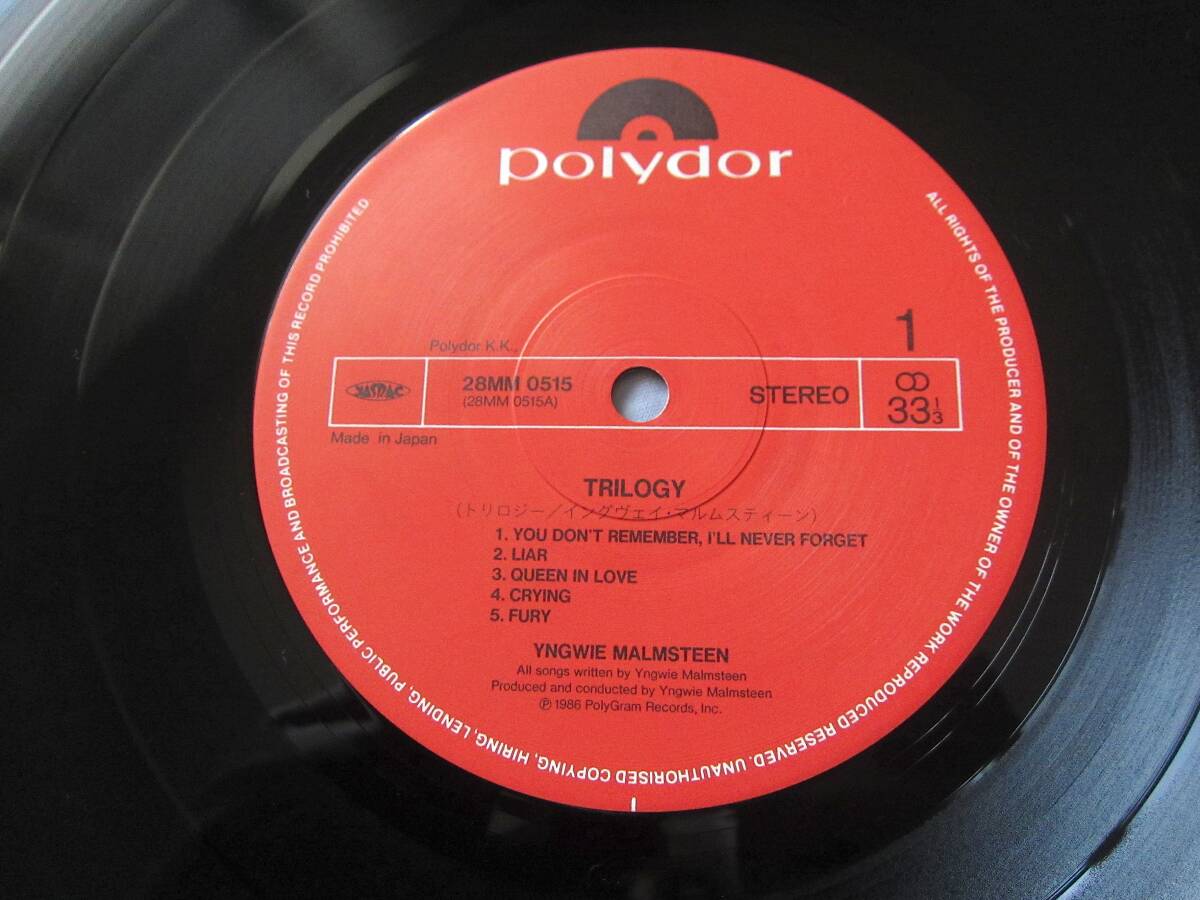 polydor
ALL RIGHTS OF THE PRODUCER AND OF THE OWNER OF THE WORK REPRODUCED RESERVED. UNAUTHORISED COPYING, HIRING, LENDING, PUBLIC PERFORMANCE AND BROADCASTING OF THIS RECORD PROHIBITED
1
Polydor K.K.,
JASRAC
28MM 0515
(28MM 0515A)
STEREO
33 1/3
Made in Japan
TRILOGY
(トリロジー/イングヴェイ・マルムスティーン)
1. YOU DON'T REMEMBER, I'LL NEVER FORGET
2. LIAR
3. QUEEN IN LOVE
4. CRYING
5. FURY
YNGWIE MALMSTEEN
All songs written by Yngwie Malmsteen
Produced and conducted by Yngwie Malmsteen
℗ 1986 PolyGram Records, Inc.